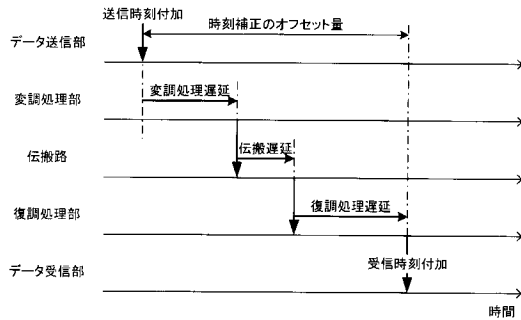 送信時刻付加
時刻補正のオフセット量
データ送信部
変調処理遅延
変調処理部
伝搬遅延
伝搬路
復調処理遅延
復調処理部
受信時刻付加
データ受信部
時間